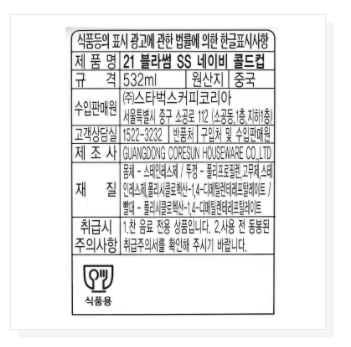 식품등의 표시 광고에 관한 법률에 의한 한글표시사항
제 품 명 21 블라썸 SS 네이비 콜드컵
규 격 532ml 원산지 중국
수입판매원 (주)스타벅스커피코리아
서울특별시 중구 소공로 112 (소공동,1층,지하1층)
고객상담실 1522-3232 반품처 구입처 및 수입판매원
제 조 사 GUANGDONG CORESUN HOUSEWARE CO.,LTD
재 질 몸체 - 스테인레스제 / 뚜껑 - 폴리프로필렌,고무제,스테
인레스제,폴리시클로헥산-1,4-디메틸렌테레프탈레이트 /
빨대 - 폴리시클로헥산-1,4-디메틸렌테레프탈레이트
취급시 1.찬 음료 전용 상품입니다. 2.사용 전 동봉된
주의사항 취급주의서를 확인해 주시기 바랍니다.
식품용